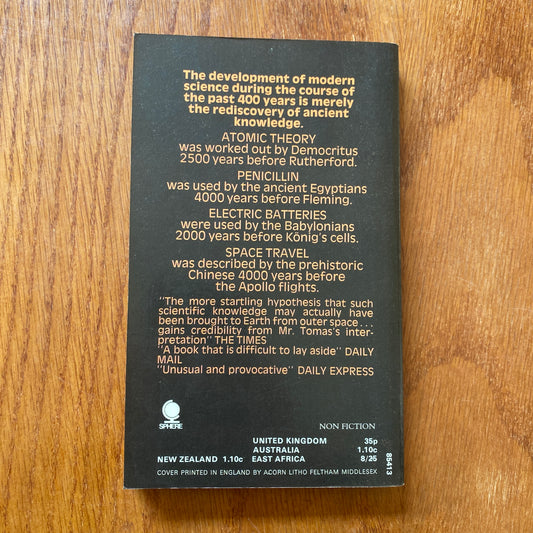 The development of modern
science during the course of
the past 400 years is merely
the rediscovery of ancient
knowledge.
ATOMIC THEORY
was worked out by Democritus
2500 years before Rutherford.
PENICILLIN
was used by the ancient Egyptians
4000 years before Fleming.
ELECTRIC BATTERIES
were used by the Babylonians
2000 years before König's cells.
SPACE TRAVEL
was described by the prehistoric
Chinese 4000 years before
the Apollo flights.
"The more startling hypothesis that such
scientific knowledge may actually have
been brought to Earth from outer space...
gains credibility from Mr. Tomas's inter-
pretation" THE TIMES
"A book that is difficult to lay aside" DAILY
MAIL
"Unusual and provocative" DAILY EXPRESS
SPHERE
NON FICTION
UNITED KINGDOM 35p
AUSTRALIA 1.10c
NEW ZEALAND 1.10c EAST AFRICA 8/25
COVER PRINTED IN ENGLAND BY ACORN LITHO FELTHAM MIDDLESEX
85413